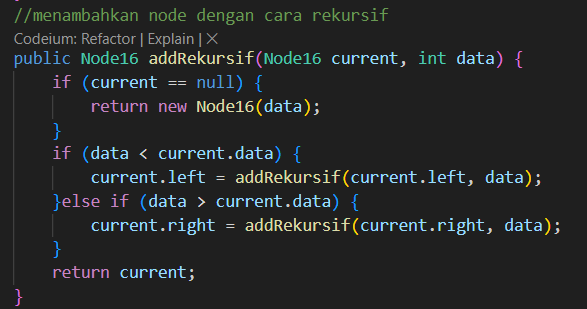 //menambahkan node dengan cara rekursif
Codeium: Refactor | Explain | ×
public Node16 addRekursif(Node16 current, int data) {
    if (current == null) {
        return new Node16(data);
    }
    if (data < current.data) {
        current.left = addRekursif(current.left, data);
    }else if (data > current.data) {
        current.right = addRekursif(current.right, data);
    }
    return current;
}